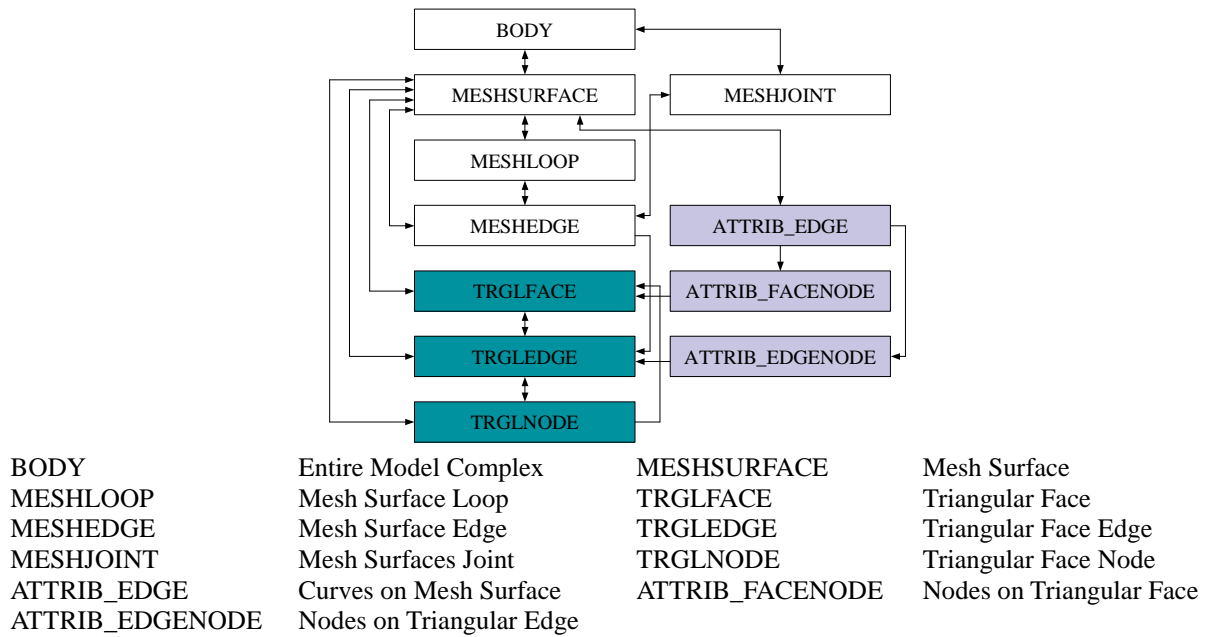 BODY
MESHSURFACE MESHJOINT
MESHLOOP
MESHEDGE ATTRIB_EDGE
TRGLFACE ATTRIB_FACENODE
TRGLEDGE ATTRIB_EDGENODE
TRGLNODE
BODY Entire Model Complex MESHSURFACE Mesh Surface
MESHLOOP Mesh Surface Loop TRGLFACE Triangular Face
MESHEDGE Mesh Surface Edge TRGLEDGE Triangular Face Edge
MESHJOINT Mesh Surfaces Joint TRGLNODE Triangular Face Node
ATTRIB_EDGE Curves on Mesh Surface ATTRIB_FACENODE Nodes on Triangular Face
ATTRIB_EDGENODE Nodes on Triangular Edge